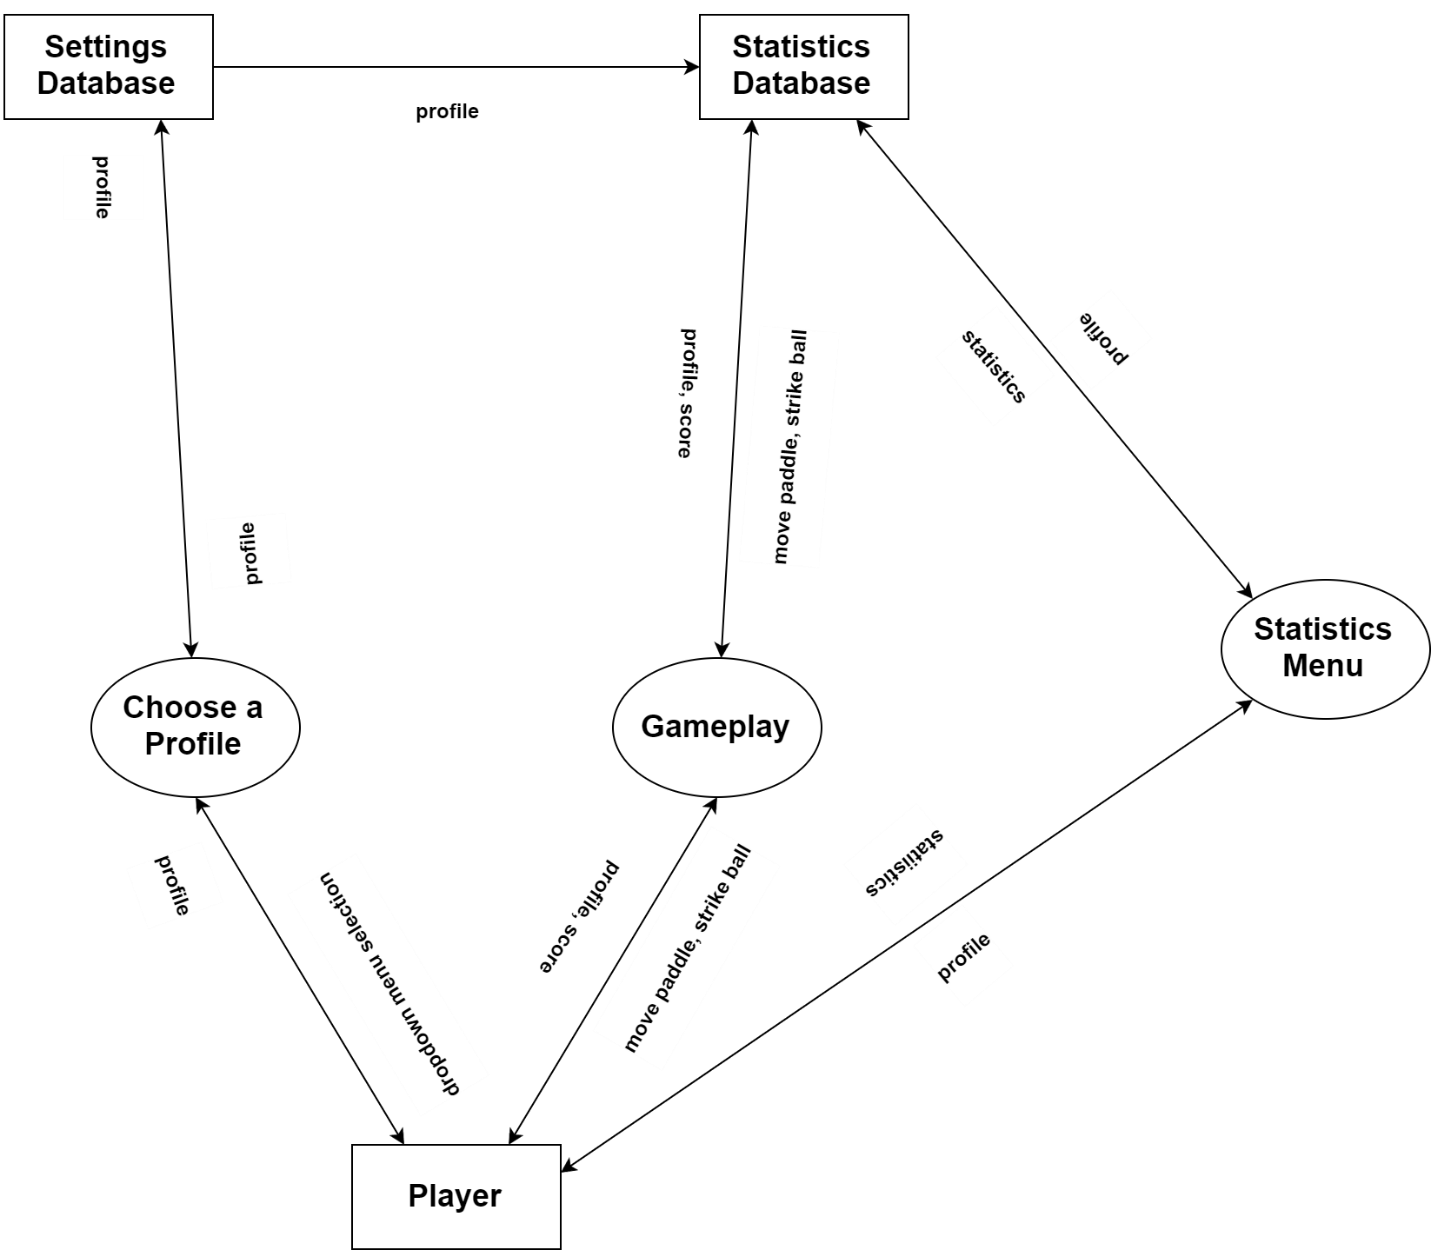 Settings
Database
Statistics
Database
profile
profile
profile
profile, score
move paddle, strike ball
statistics
profile
Statistics
Menu
Choose a
Profile
Gameplay
profile
dropdown menu selection
profile, score
move paddle, strike ball
statiistics
profile
Player